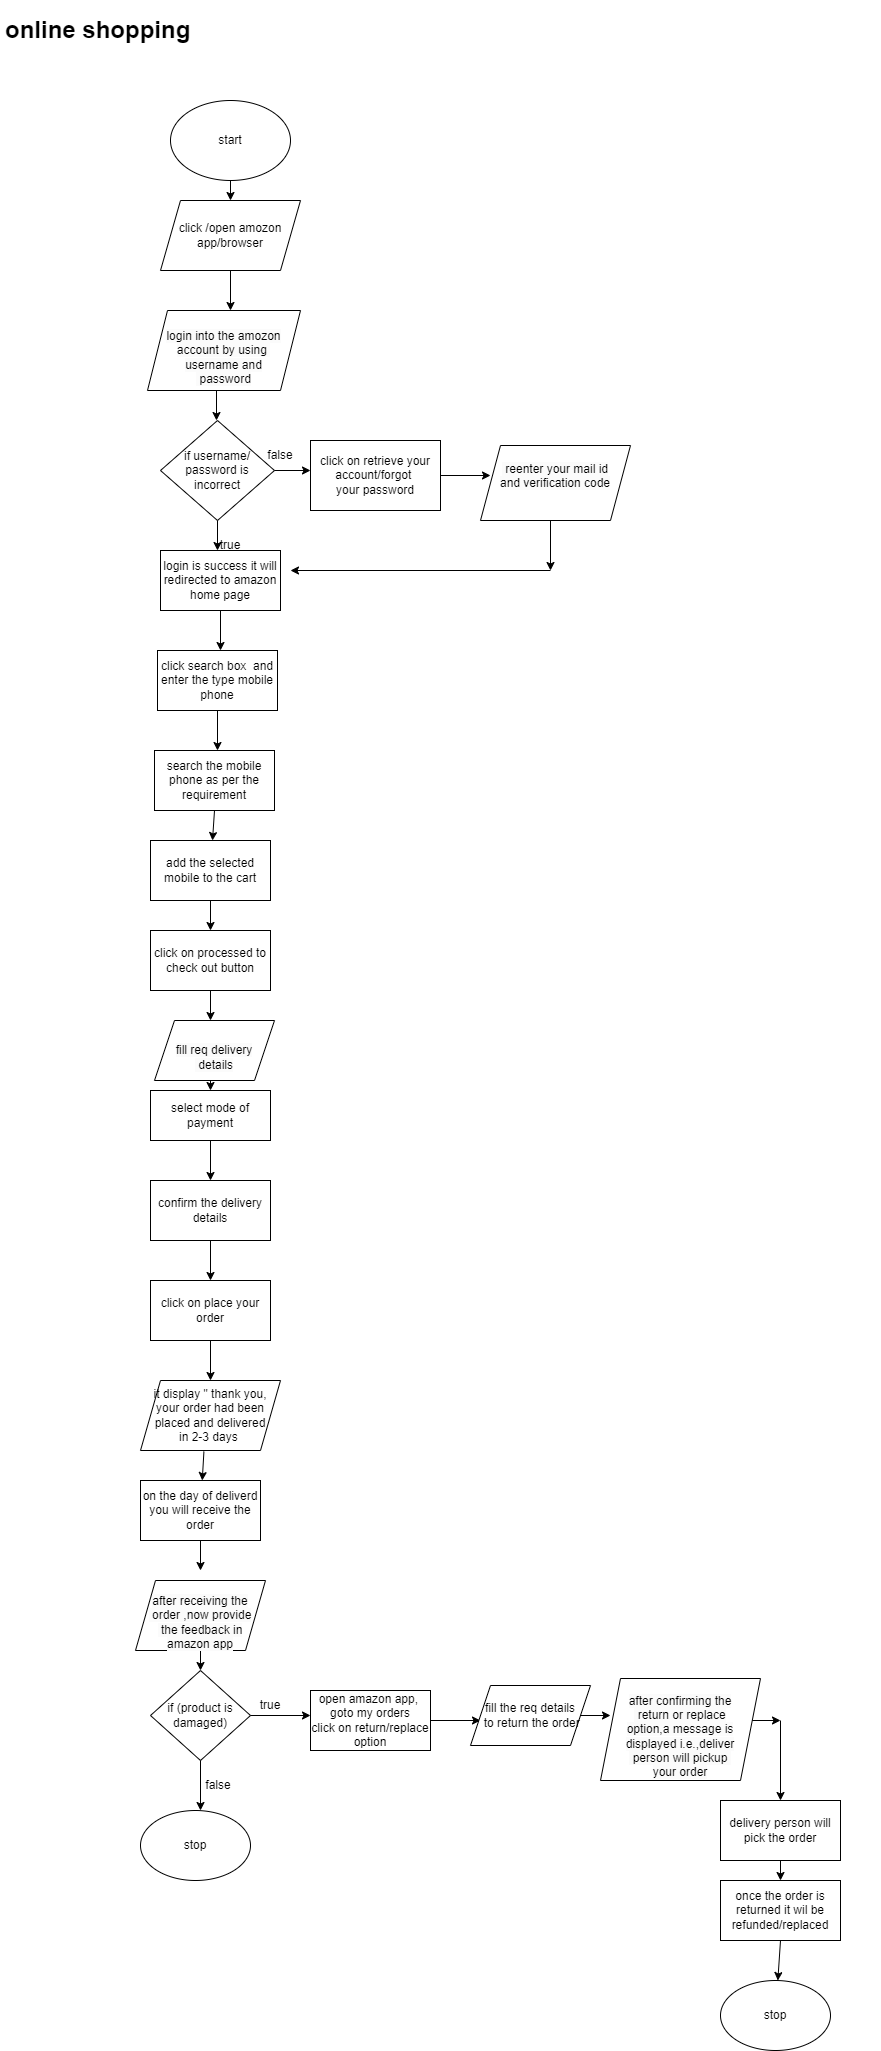 online shopping
start
click /open amozon
app/browser
login into the amozon
account by using
username and
password
if username/
password is
incorrect
false
click on retrieve your
account/forgot
your password
reenter your mail id
and verification code
true
login is success it will
redirected to amazon
home page
click search box  and
enter the type mobile
phone
search the mobile
phone as per the
requirement
add the selected
mobile to the cart
click on processed to
check out button
fill req delivery
details
select mode of
payment
confirm the delivery
details
click on place your
order
it display " thank you,
your order had been
placed and delivered
in 2-3 days
on the day of deliverd
you will receive the
order
after receiving the
order ,now provide
the feedback in
amazon app
if (product is
damaged)
true
open amazon app,
goto my orders
click on return/replace
option
fill the req details
to return the order
after confirming the
return or replace
option,a message is
displayed i.e.,deliver
person will pickup
your order
false
stop
delivery person will
pick the order
once the order is
returned it wil be
refunded/replaced
stop